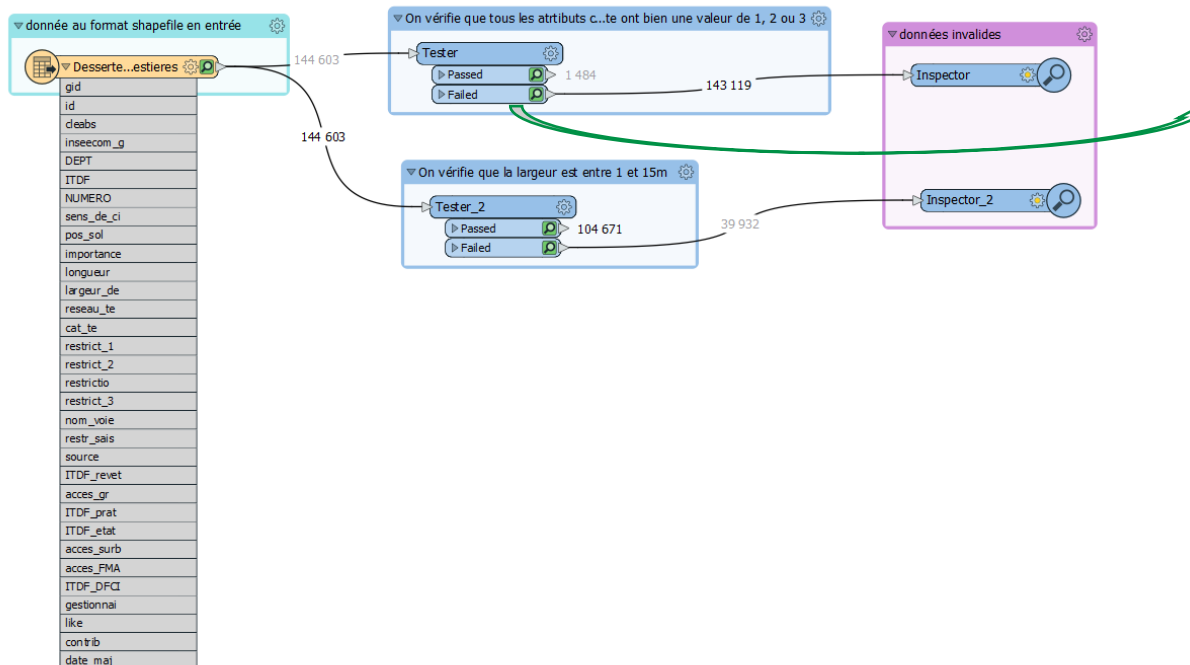 donnée au format shapefile en entrée
Desserte...estieres
gid
id
cleabs
inseecom_g
DEPT
ITDF
NUMERO
sens_de_ci
pos_sol
importance
longueur
largeur_de
reseau_te
cat_te
restrict_1
restrict_2
restrictio
restrict_3
nom_voie
restr_sais
source
ITDF_revet
acces_gr
ITDF_prat
ITDF_etat
acces_surb
acces_FMA
ITDF_DFCI
gestionnai
like
contrib
date_maj
144 603
144 603
On vérifie que tous les atrtibuts c...te ont bien une valeur de 1, 2 ou 3
Tester
Passed
1 484
Failed
143 119
On vérifie que la largeur est entre 1 et 15m
Tester_2
Passed
104 671
Failed
39 932
données invalides
Inspector
Inspector_2